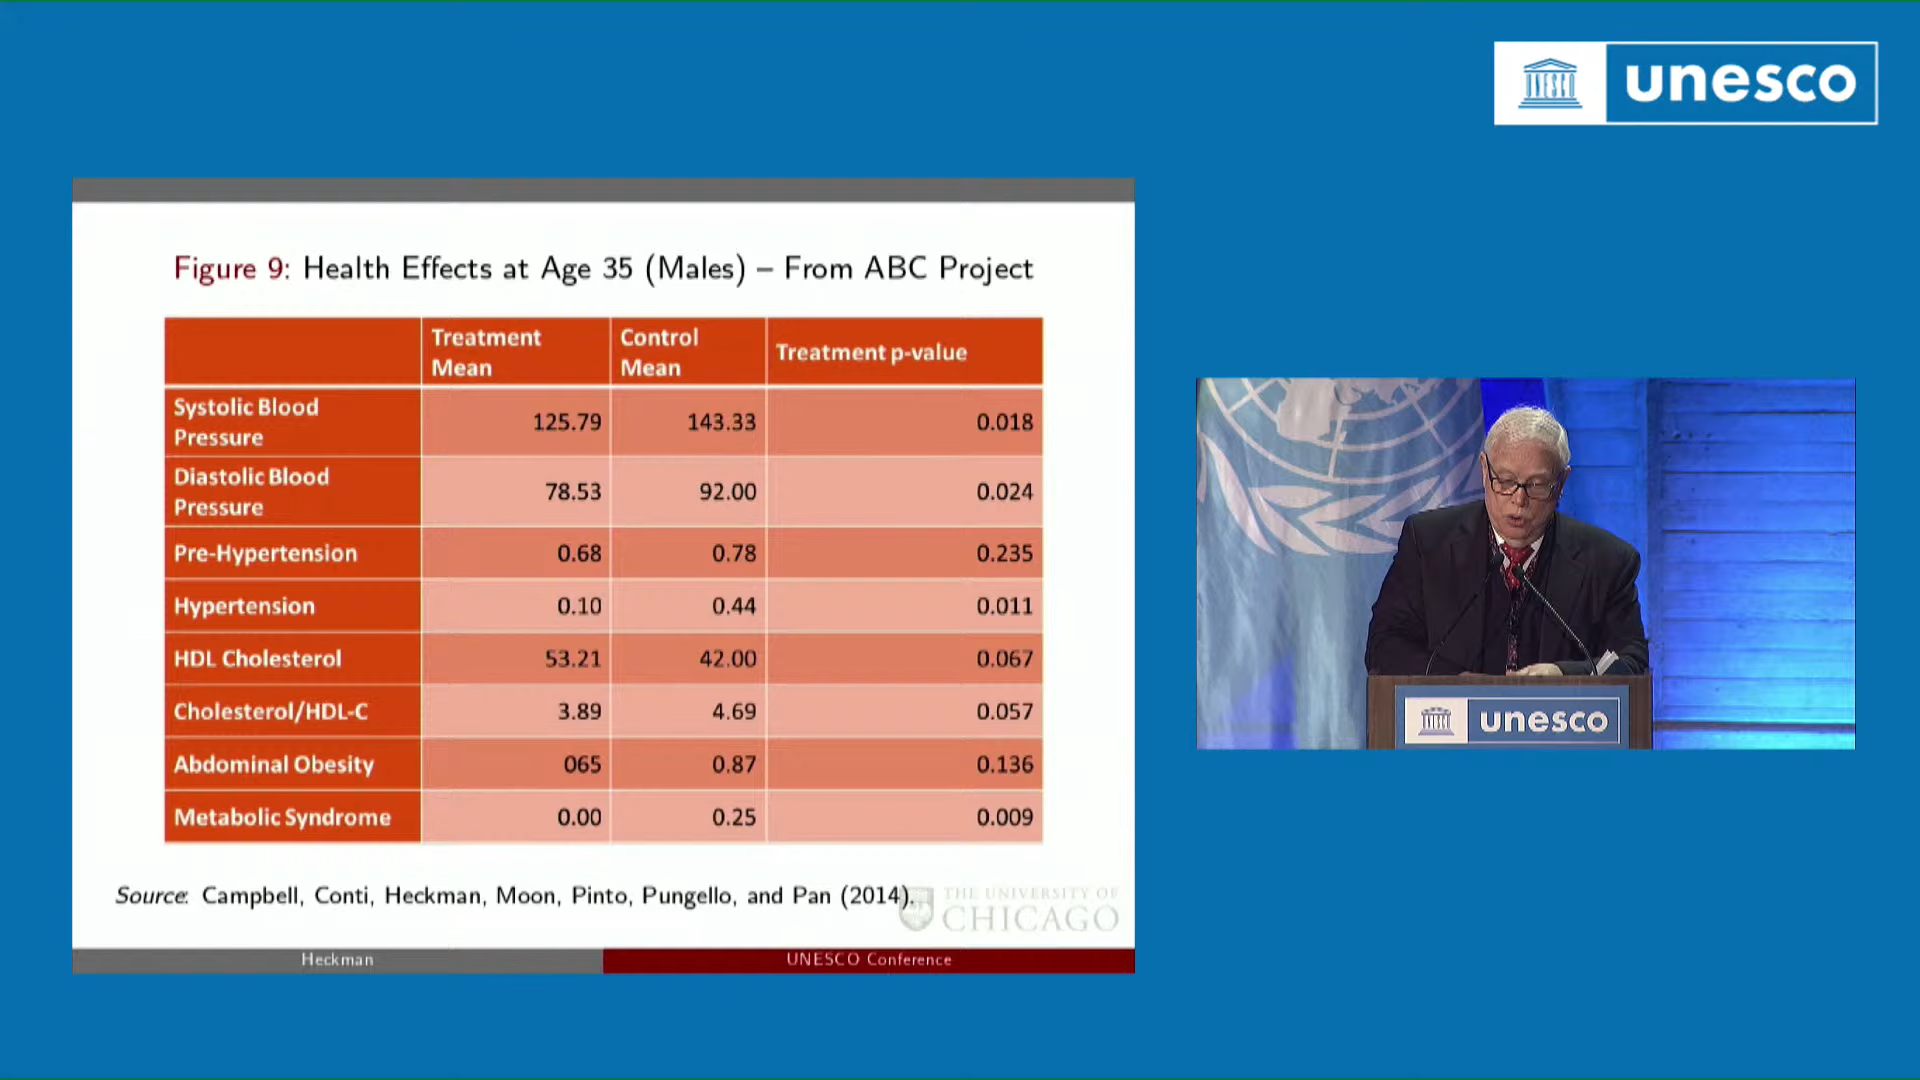 UNESCO
unesco
Figure 9: Health Effects at Age 35 (Males) – From ABC Project
Treatment Mean Control Mean Treatment p-value
Systolic Blood Pressure 125.79 143.33 0.018
Diastolic Blood Pressure 78.53 92.00 0.024
Pre-Hypertension 0.68 0.78 0.235
Hypertension 0.10 0.44 0.011
HDL Cholesterol 53.21 42.00 0.067
Cholesterol/HDL-C 3.89 4.69 0.057
Abdominal Obesity 065 0.87 0.136
Metabolic Syndrome 0.00 0.25 0.009
Source: Campbell, Conti, Heckman, Moon, Pinto, Pungello, and Pan (2014).
THE UNIVERSITY OF
CHICAGO
Heckman UNESCO Conference
unesco